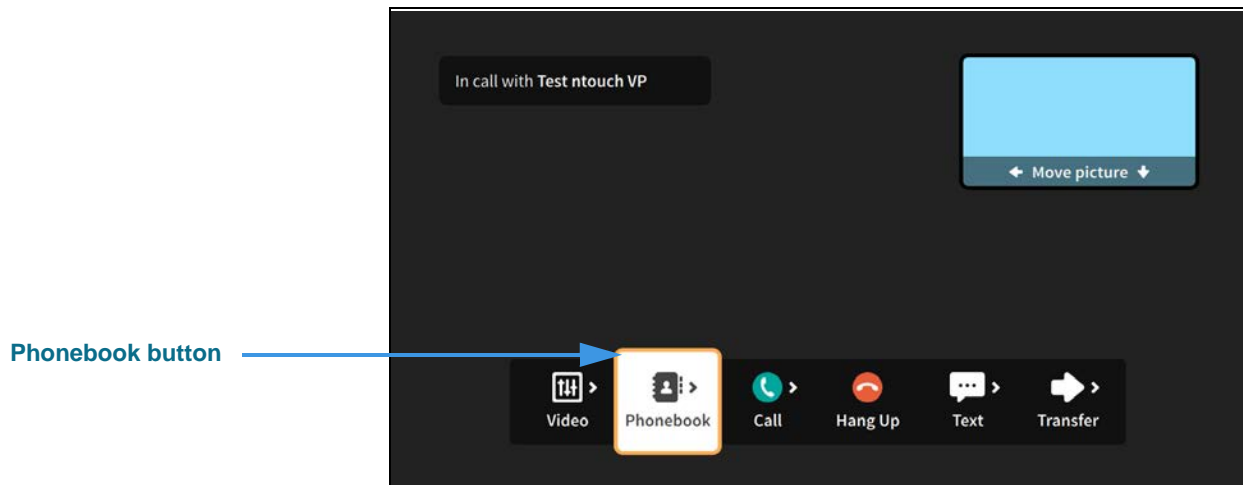 In call with Test ntouch VP
Move picture
Phonebook button
Video
Phonebook
Call
Hang Up
Text
Transfer